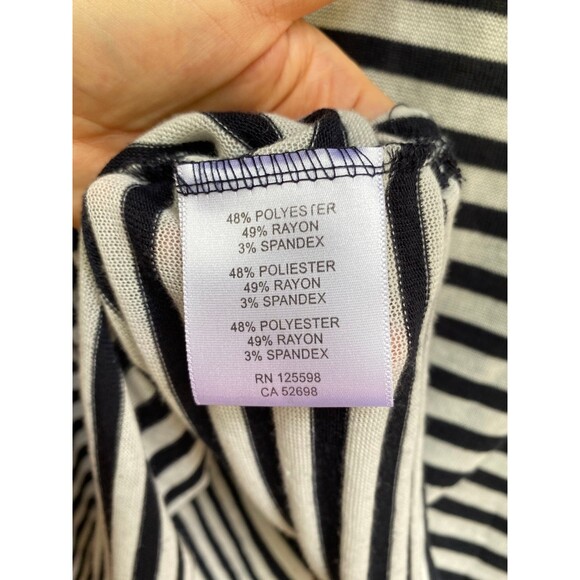 48% POLYESTER
49% RAYON
3% SPANDEX
48% POLIESTER
49% RAYON
3% SPANDEX
48% POLYESTER
49% RAYON
3% SPANDEX
RN 125598
CA 52698